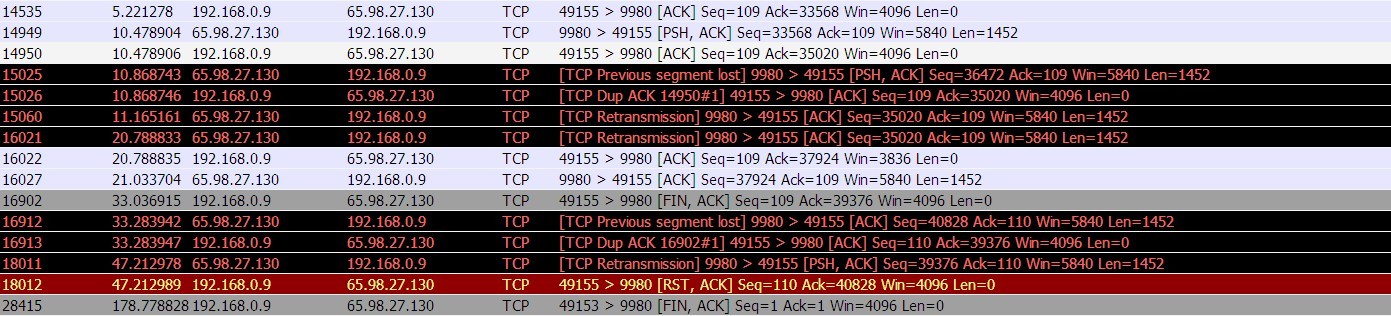 14535 5.221278 192.168.0.9 65.98.27.130 TCP 49155 > 9980 [ACK] Seq=109 Ack=33568 Win=4096 Len=0
14949 10.478904 65.98.27.130 192.168.0.9 TCP 9980 > 49155 [PSH, ACK] Seq=33568 Ack=109 Win=5840 Len=1452
14950 10.478906 192.168.0.9 65.98.27.130 TCP 49155 > 9980 [ACK] Seq=109 Ack=35020 Win=4096 Len=0
15025 10.868743 65.98.27.130 192.168.0.9 TCP [TCP Previous segment lost] 9980 > 49155 [PSH, ACK] Seq=36472 Ack=109 Win=5840 Len=1452
15026 10.868746 192.168.0.9 65.98.27.130 TCP [TCP Dup ACK 14950#1] 49155 > 9980 [ACK] Seq=109 Ack=35020 Win=4096 Len=0
15060 11.165161 65.98.27.130 192.168.0.9 TCP [TCP Retransmission] 9980 > 49155 [ACK] Seq=35020 Ack=109 Win=5840 Len=1452
16021 20.788833 65.98.27.130 192.168.0.9 TCP [TCP Retransmission] 9980 > 49155 [ACK] Seq=35020 Ack=109 Win=5840 Len=1452
16022 20.788835 192.168.0.9 65.98.27.130 TCP 49155 > 9980 [ACK] Seq=109 Ack=37924 Win=3836 Len=0
16027 21.033704 65.98.27.130 192.168.0.9 TCP 9980 > 49155 [ACK] Seq=37924 Ack=109 Win=5840 Len=1452
16902 33.036915 192.168.0.9 65.98.27.130 TCP 49155 > 9980 [FIN, ACK] Seq=109 Ack=39376 Win=4096 Len=0
16912 33.283942 65.98.27.130 192.168.0.9 TCP [TCP Previous segment lost] 9980 > 49155 [ACK] Seq=40828 Ack=110 Win=5840 Len=1452
16913 33.283947 192.168.0.9 65.98.27.130 TCP [TCP Dup ACK 16902#1] 49155 > 9980 [ACK] Seq=110 Ack=39376 Win=4096 Len=0
18011 47.212978 65.98.27.130 192.168.0.9 TCP [TCP Retransmission] 9980 > 49155 [PSH, ACK] Seq=39376 Ack=110 Win=5840 Len=1452
18012 47.212989 192.168.0.9 65.98.27.130 TCP 49155 > 9980 [RST, ACK] Seq=110 Ack=40828 Win=4096 Len=0
28415 178.778828 192.168.0.9 65.98.27.130 TCP 49153 > 9980 [FIN, ACK] Seq=1 Ack=1 Win=4096 Len=0